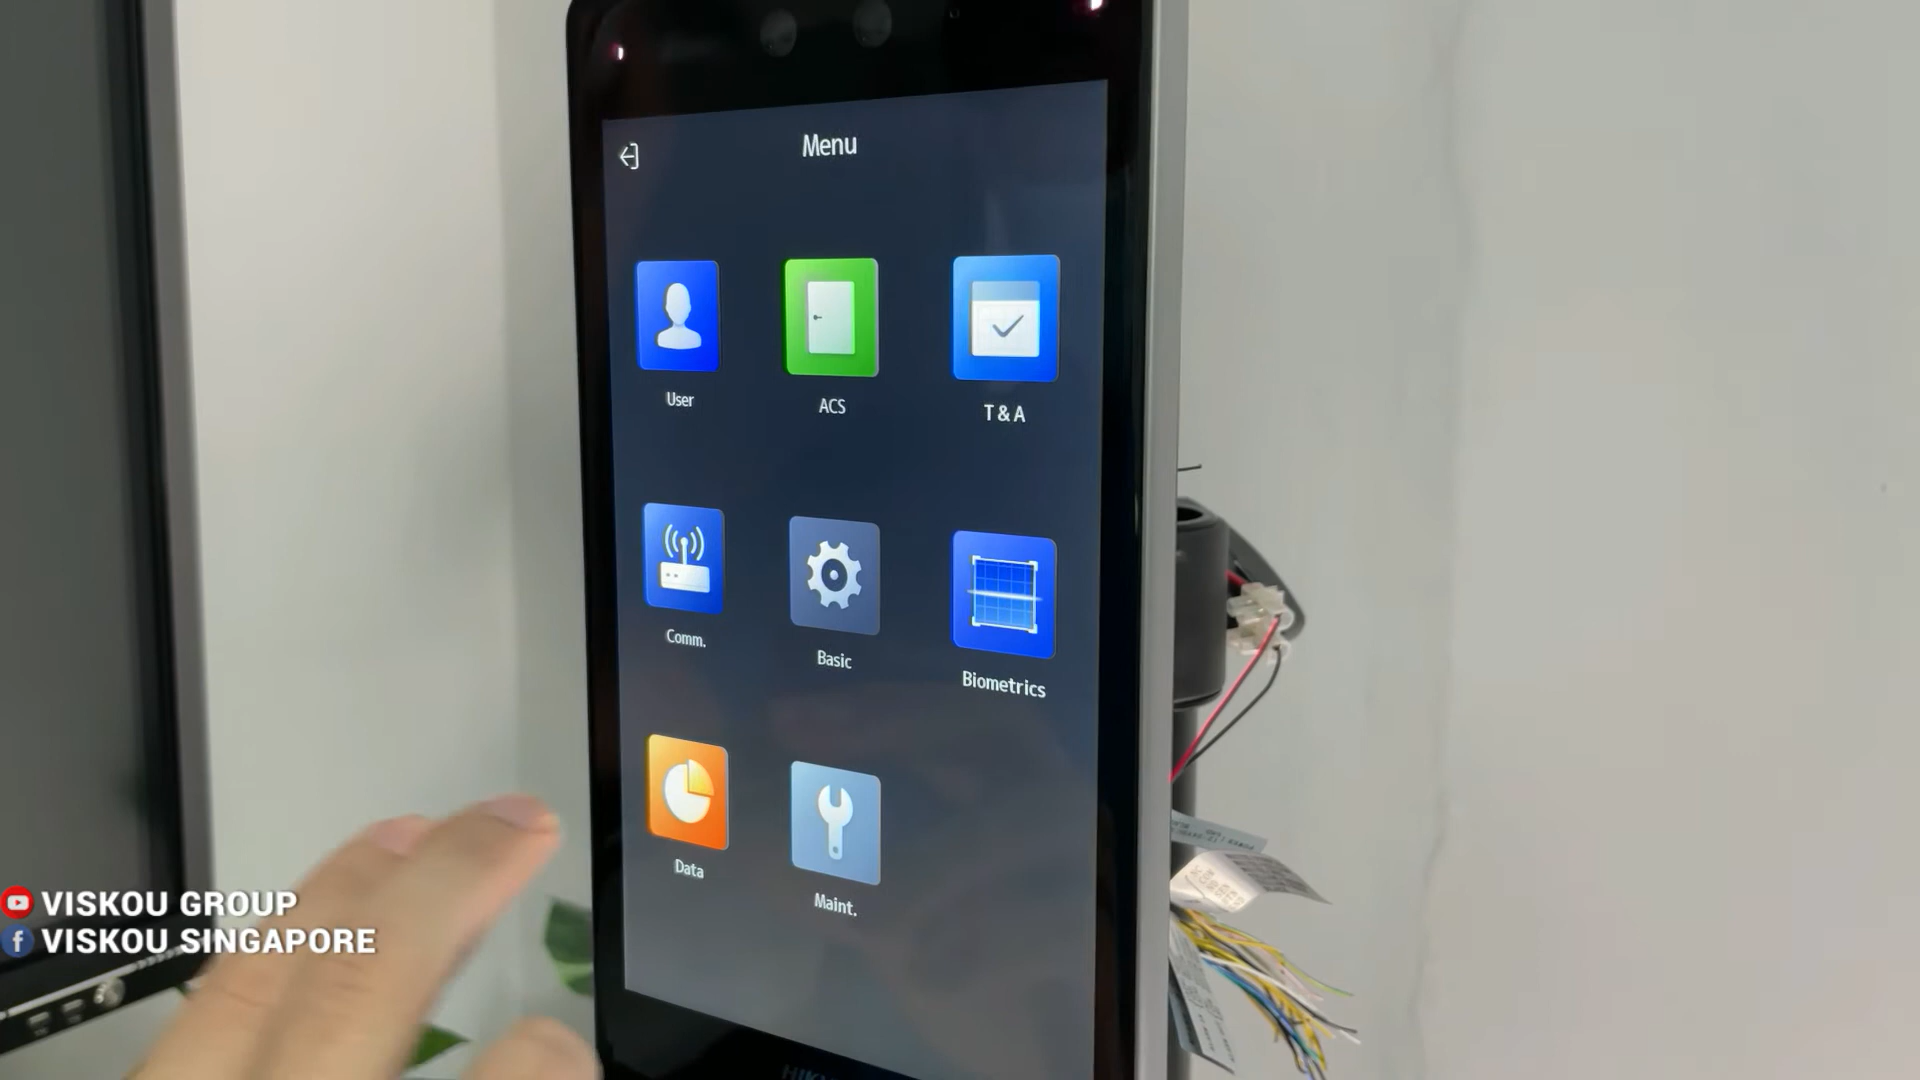 Menu
User
ACS
T & A
Comm.
Basic
Biometrics
Data
Maint.
VISKOU GROUP
VISKOU SINGAPORE